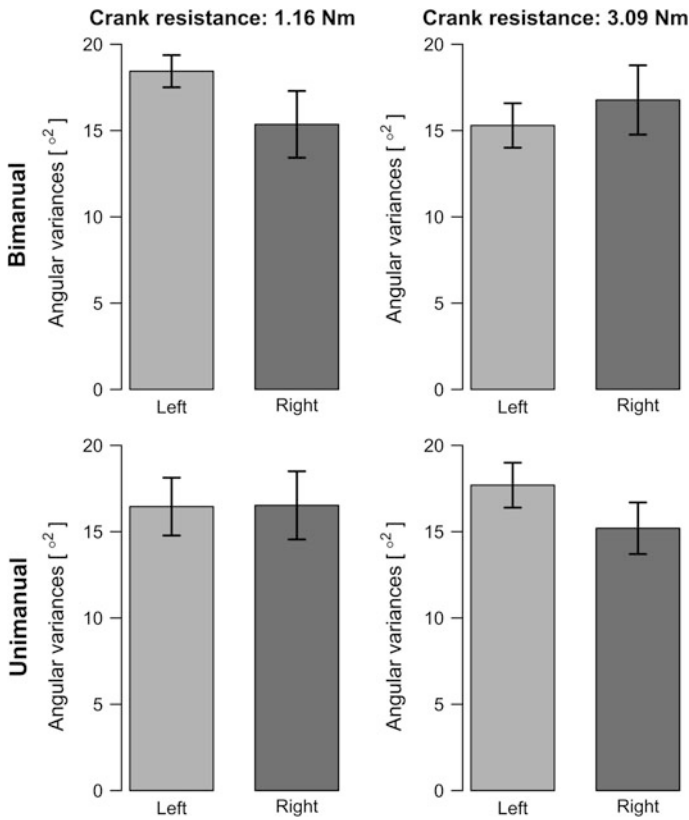 Crank resistance: 1.16 Nm
Crank resistance: 3.09 Nm
Bimanual
Angular variances [ °² ]
20
15
10
5
0
Left
Right
Angular variances [ °² ]
20
15
10
5
0
Left
Right
Unimanual
Angular variances [ °² ]
20
15
10
5
0
Left
Right
Angular variances [ °² ]
20
15
10
5
0
Left
Right